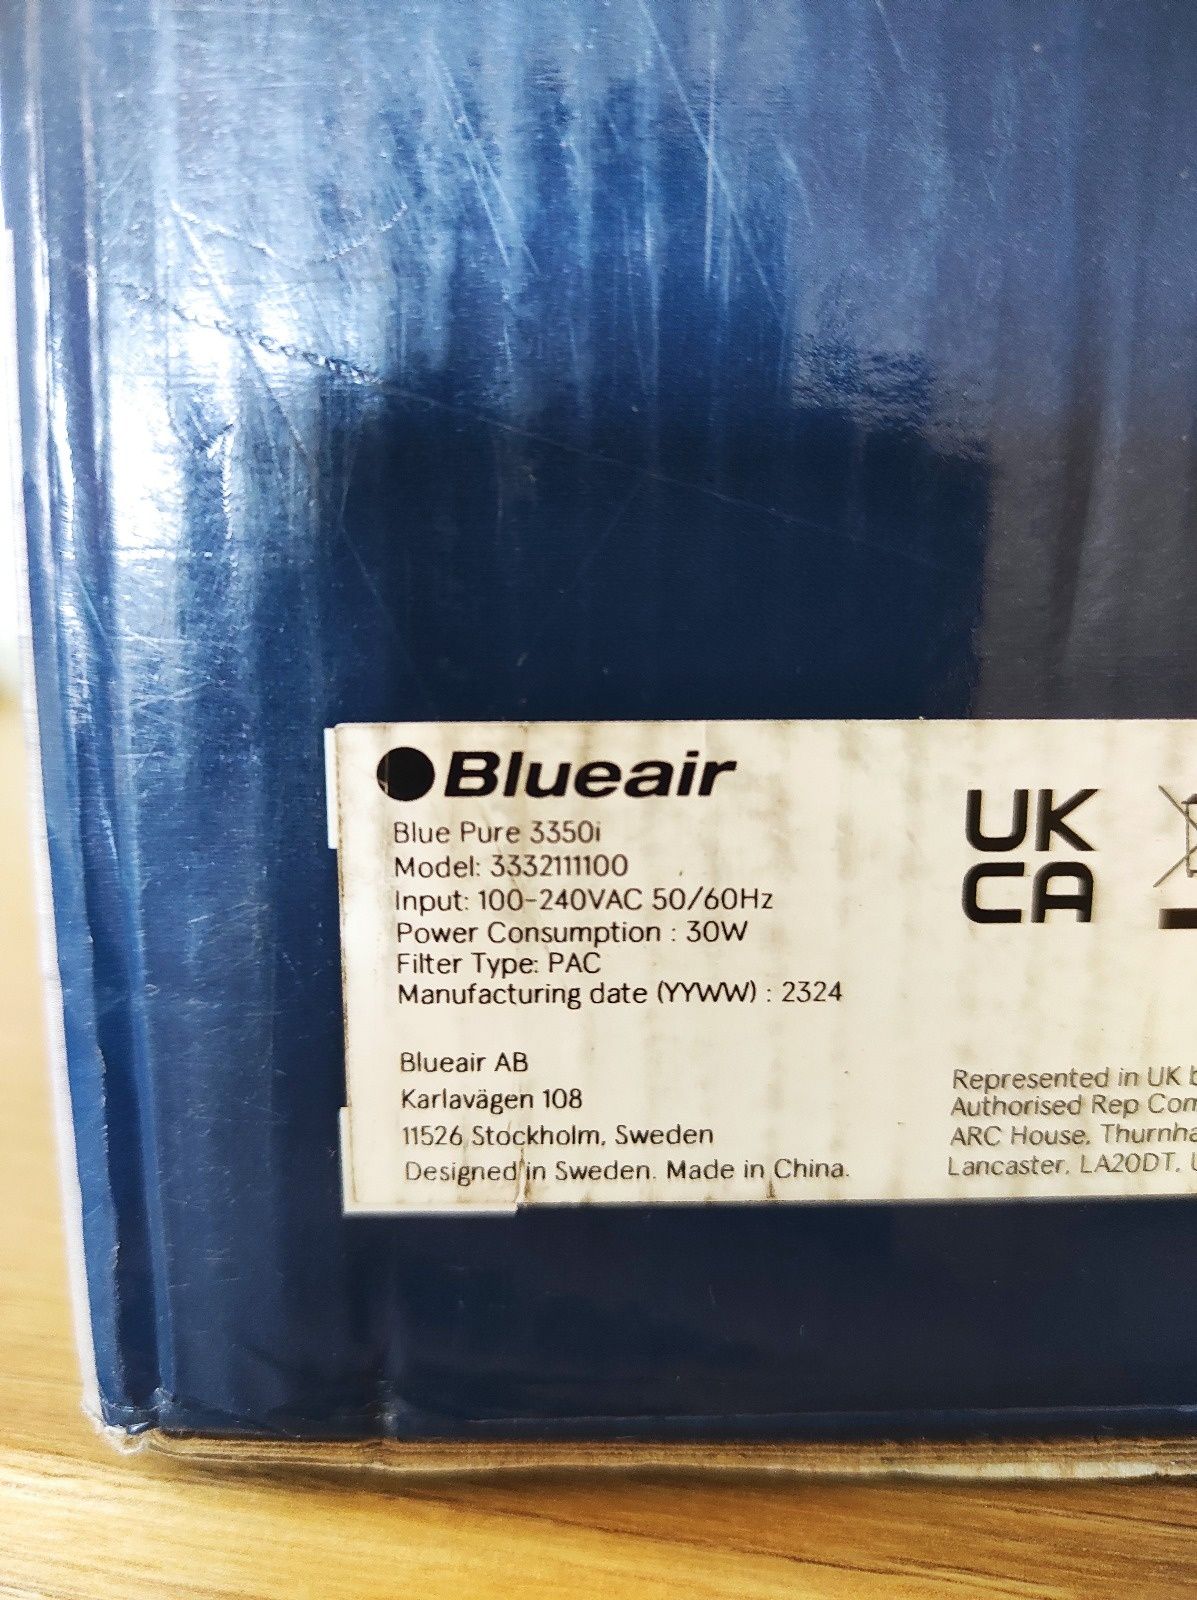 Blueair
Blue Pure 3350i
Model: 3332111100
Input: 100-240VAC 50/60Hz
Power Consumption : 30W
Filter Type: PAC
Manufacturing date (YYWW) : 2324
Blueair AB
Karlavägen 108
11526 Stockholm, Sweden
Designed in Sweden. Made in China.
UK
CA
Represented in UK
Authorised Rep
ARC House,
Lancaster, LA20DT,